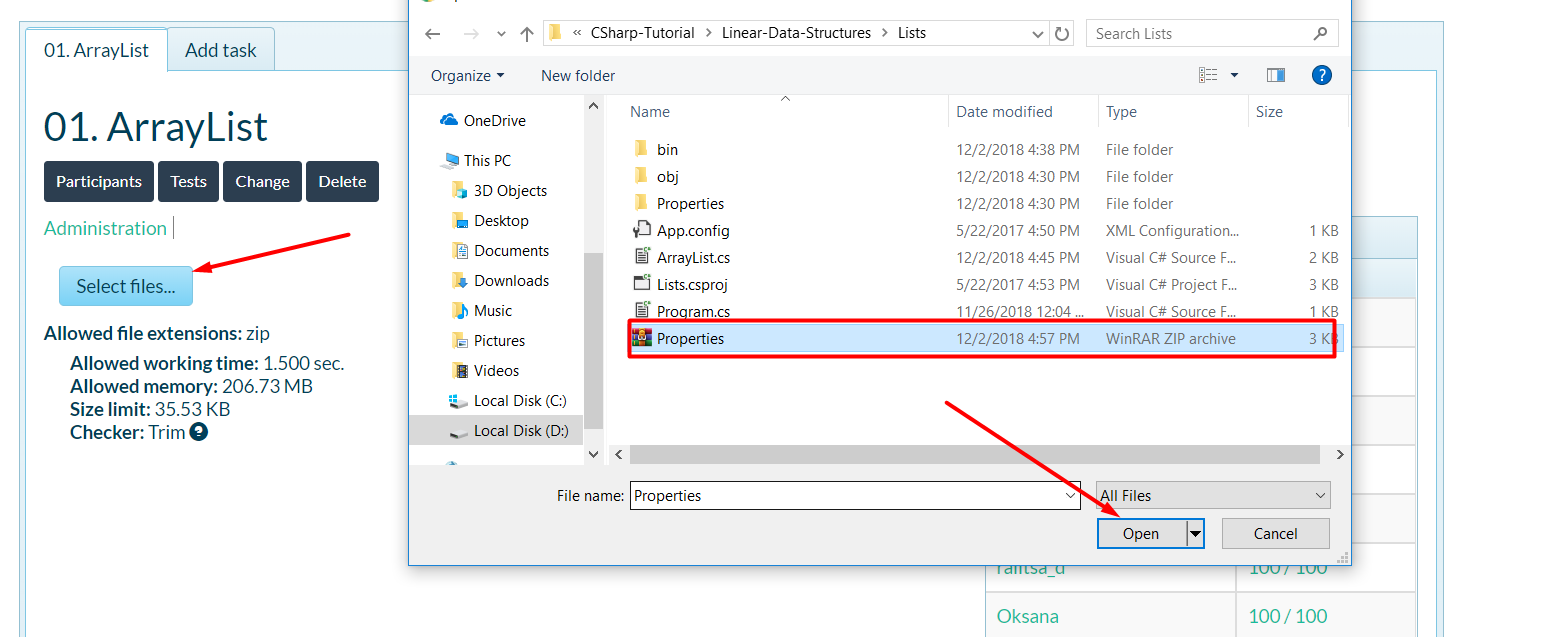 01. ArrayList
Add task
01. ArrayList
Participants
Tests
Change
Delete
Administration
Select files...
Allowed file extensions: zip
Allowed working time: 1.500 sec.
Allowed memory: 206.73 MB
Size limit: 35.53 KB
Checker: Trim ?
« CSharp-Tutorial > Linear-Data-Structures > Lists
Search Lists
Organize
New folder
?
OneDrive
This PC
3D Objects
Desktop
Documents
Downloads
Music
Pictures
Videos
Local Disk (C:)
Local Disk (D:)
Name Date modified Type Size
bin 12/2/2018 4:38 PM File folder
obj 12/2/2018 4:30 PM File folder
Properties 12/2/2018 4:30 PM File folder
App.config 5/22/2017 4:50 PM XML Configuration... 1 KB
ArrayList.cs 12/2/2018 4:45 PM Visual C# Source F... 2 KB
Lists.csproj 5/22/2017 4:53 PM Visual C# Project F... 3 KB
Program.cs 11/26/2018 12:04 ... Visual C# Source F... 1 KB
Properties 12/2/2018 4:57 PM WinRAR ZIP archive 3 KB
File name: Properties
All Files
Open
Cancel
ralitsa_d 100 / 100
Oksana 100 / 100